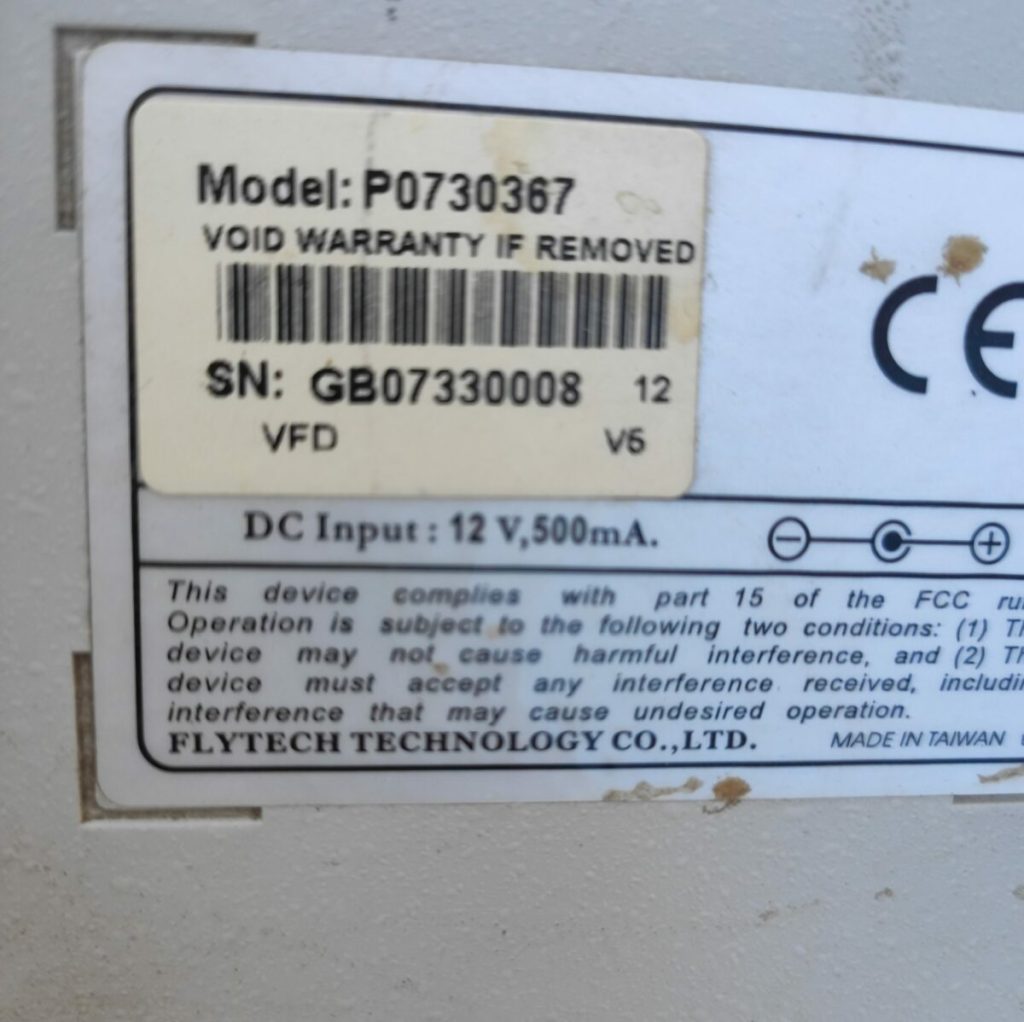 Model: P0730367
VOID WARRANTY IF REMOVED
SN: GB07330008 12
VFD V6
CE
DC Input : 12 V,500mA.
This device complies with part 15 of the FCC
Operation is subject to the following two conditions: (1)
device may not cause harmful interference, and (2)
device must accept any interference received,
interference that may cause undesired operation.
FLYTECH TECHNOLOGY CO.,LTD. MADE IN TAIWAN